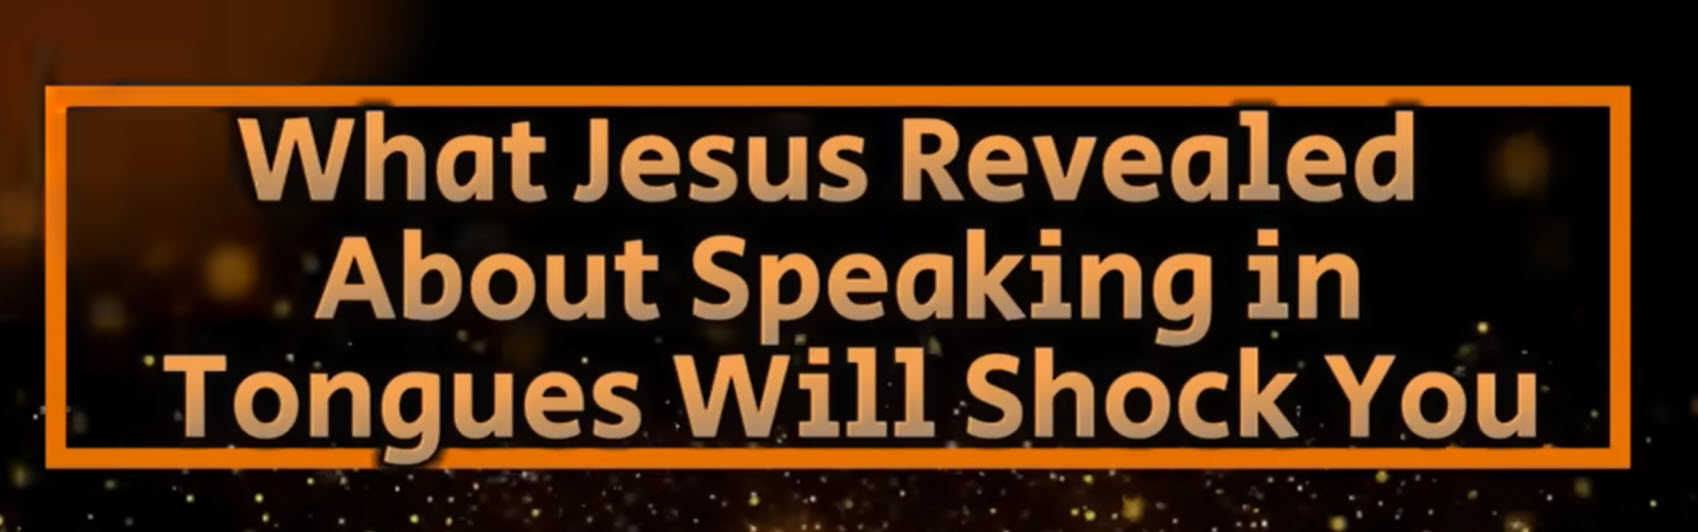 What Jesus Revealed
About Speaking in
Tongues Will Shock You